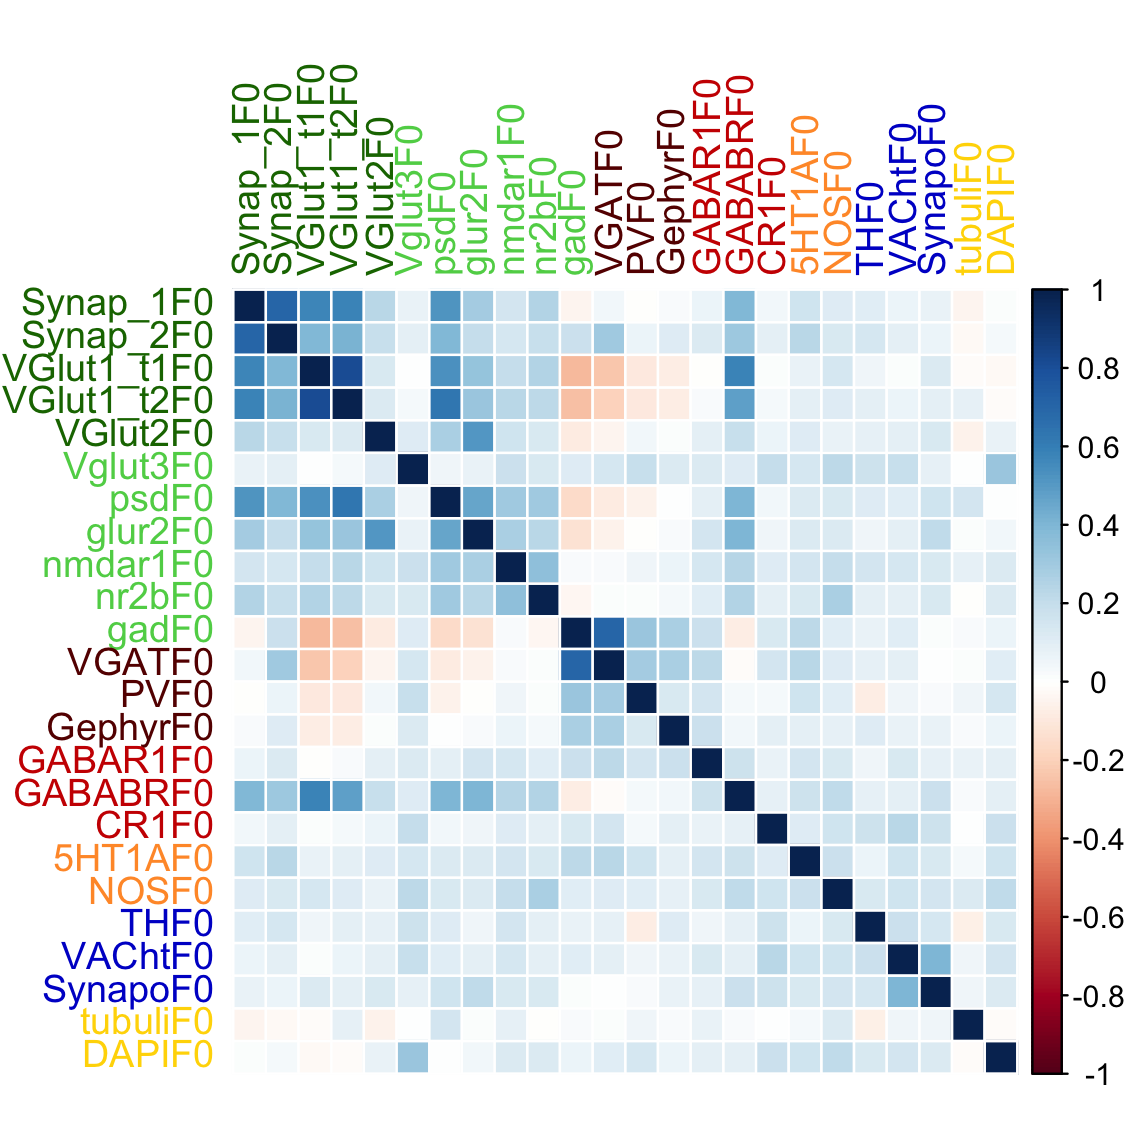 Synap_1F0
Synap_2F0
VGlut1_t1F0
VGlut1_t2F0
VGlut2F0
Vglut3F0
psdF0
glur2F0
nmdar1F0
nr2bF0
gadF0
VGATF0
PVF0
GephyrF0
GABAR1F0
GABABRF0
CR1F0
5HT1AF0
NOSF0
THF0
VAChtF0
SynapoF0
tubuliF0
DAPIF0
Synap_1F0
Synap_2F0
VGlut1_t1F0
VGlut1_t2F0
VGlut2F0
Vglut3F0
psdF0
glur2F0
nmdar1F0
nr2bF0
gadF0
VGATF0
PVF0
GephyrF0
GABAR1F0
GABABRF0
CR1F0
5HT1AF0
NOSF0
THF0
VAChtF0
SynapoF0
tubuliF0
DAPIF0
1
0.8
0.6
0.4
0.2
0
-0.2
-0.4
-0.6
-0.8
-1